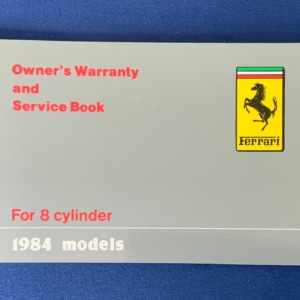 Owner's Warranty
and
Service Book
Ferrari
For 8 cylinder
1984 models